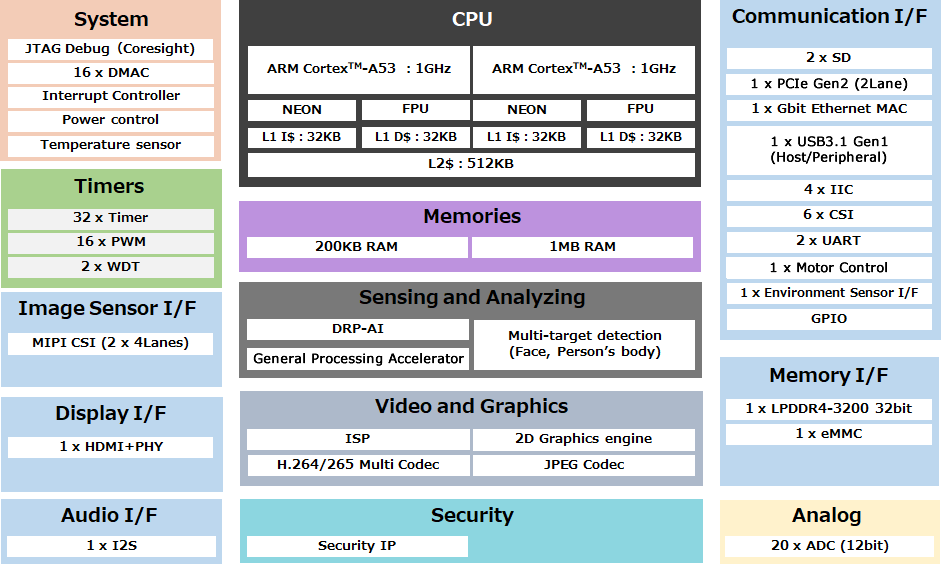 System
JTAG Debug (Coresight)
16 x DMAC
Interrupt Controller
Power control
Temperature sensor
Timers
32 x Timer
16 x PWM
2 x WDT
Image Sensor I/F
MIPI CSI (2 x 4Lanes)
Display I/F
1 x HDMI+PHY
Audio I/F
1 x I2S
CPU
ARM Cortex™-A53 : 1GHz
ARM Cortex™-A53 : 1GHz
NEON
FPU
NEON
FPU
L1 I$ : 32KB
L1 D$ : 32KB
L1 I$ : 32KB
L1 D$ : 32KB
L2$ : 512KB
Memories
200KB RAM
1MB RAM
Sensing and Analyzing
DRP-AI
General Processing Accelerator
Multi-target detection
(Face, Person's body)
Video and Graphics
ISP
2D Graphics engine
H.264/265 Multi Codec
JPEG Codec
Security
Security IP
Communication I/F
2 x SD
1 x PCIe Gen2 (2Lane)
1 x Gbit Ethernet MAC
1 x USB3.1 Gen1
(Host/Peripheral)
4 x IIC
6 x CSI
2 x UART
1 x Motor Control
1 x Environment Sensor I/F
GPIO
Memory I/F
1 x LPDDR4-3200 32bit
1 x eMMC
Analog
20 x ADC (12bit)